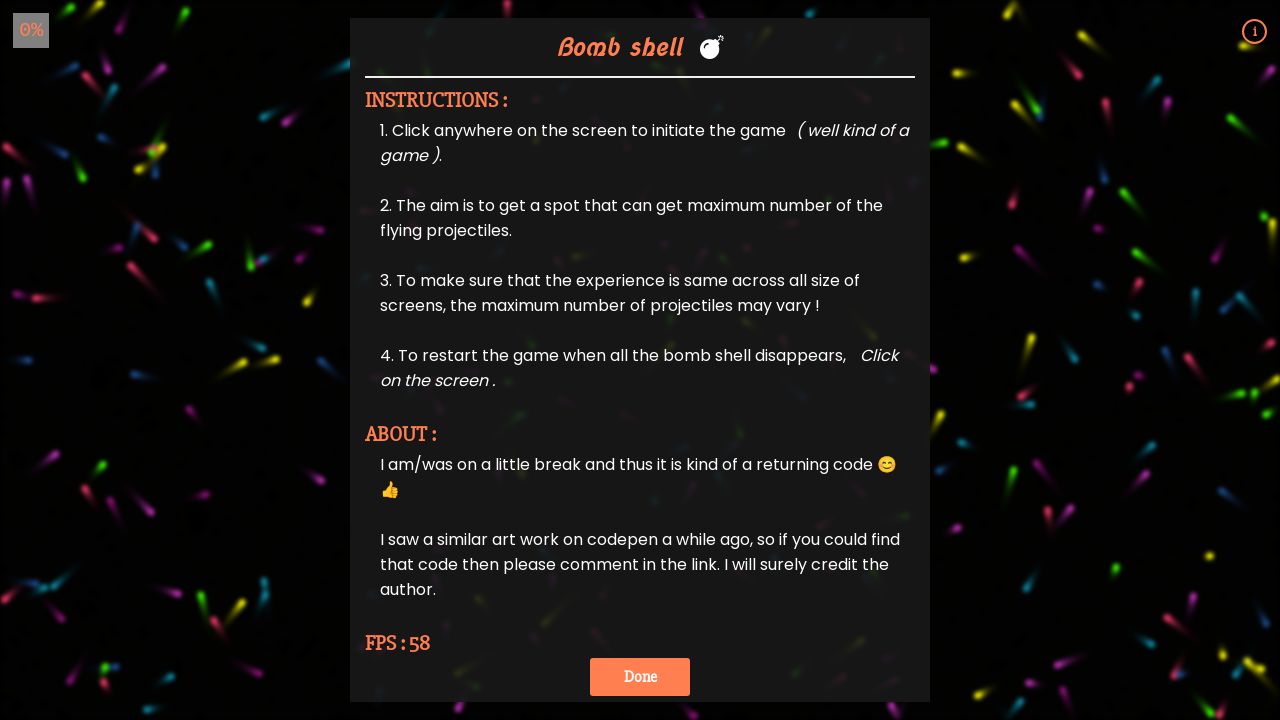 0%
i
Bomb shell 💣
INSTRUCTIONS :
1. Click anywhere on the screen to initiate the game ( well kind of a
game ).
2. The aim is to get a spot that can get maximum number of the
flying projectiles.
3. To make sure that the experience is same across all size of
screens, the maximum number of projectiles may vary !
4. To restart the game when all the bomb shell disappears, Click
on the screen .
ABOUT :
I am/was on a little break and thus it is kind of a returning code 😊
👍
I saw a similar art work on codepen a while ago, so if you could find
that code then please comment in the link. I will surely credit the
author.
FPS : 58
Done